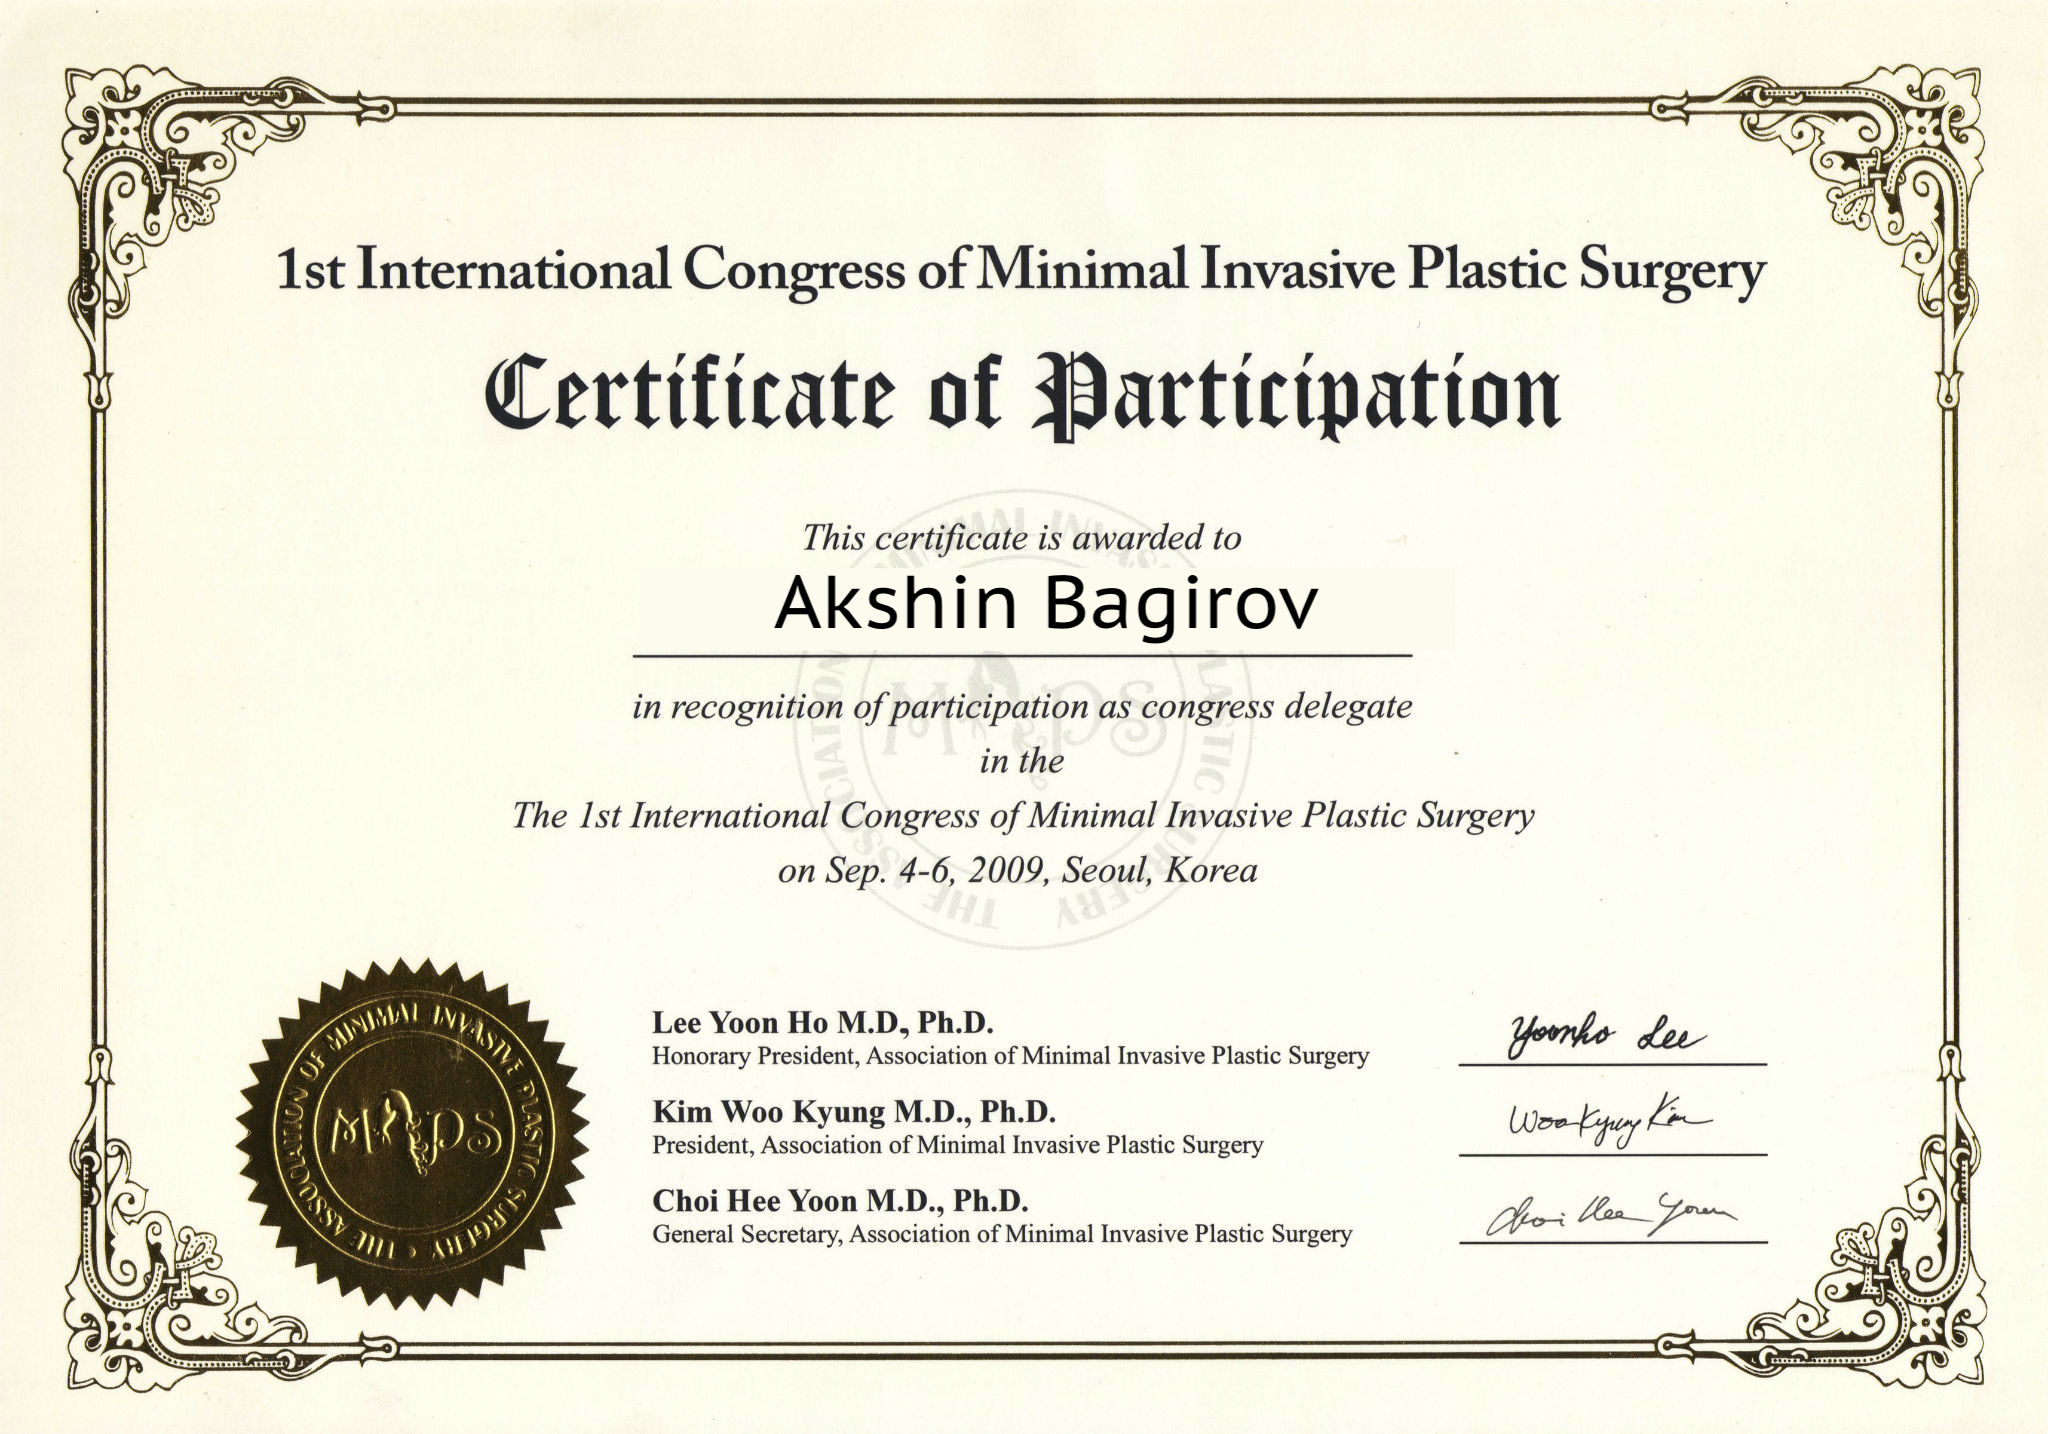 1st International Congress of Minimal Invasive Plastic Surgery
Certificate of Participation
This certificate is awarded to
Akshin Bagirov
in recognition of participation as congress delegate
in the
The 1st International Congress of Minimal Invasive Plastic Surgery
on Sep. 4-6, 2009, Seoul, Korea
Lee Yoon Ho M.D, Ph.D.
Honorary President, Association of Minimal Invasive Plastic Surgery
Yoonho Lee
Kim Woo Kyung M.D., Ph.D.
President, Association of Minimal Invasive Plastic Surgery
Woo Kyung Kim
Choi Hee Yoon M.D., Ph.D.
General Secretary, Association of Minimal Invasive Plastic Surgery
Choi Hee Yoon
THE ASSOCIATION OF MINIMAL INVASIVE PLASTIC SURGERY
MIPS